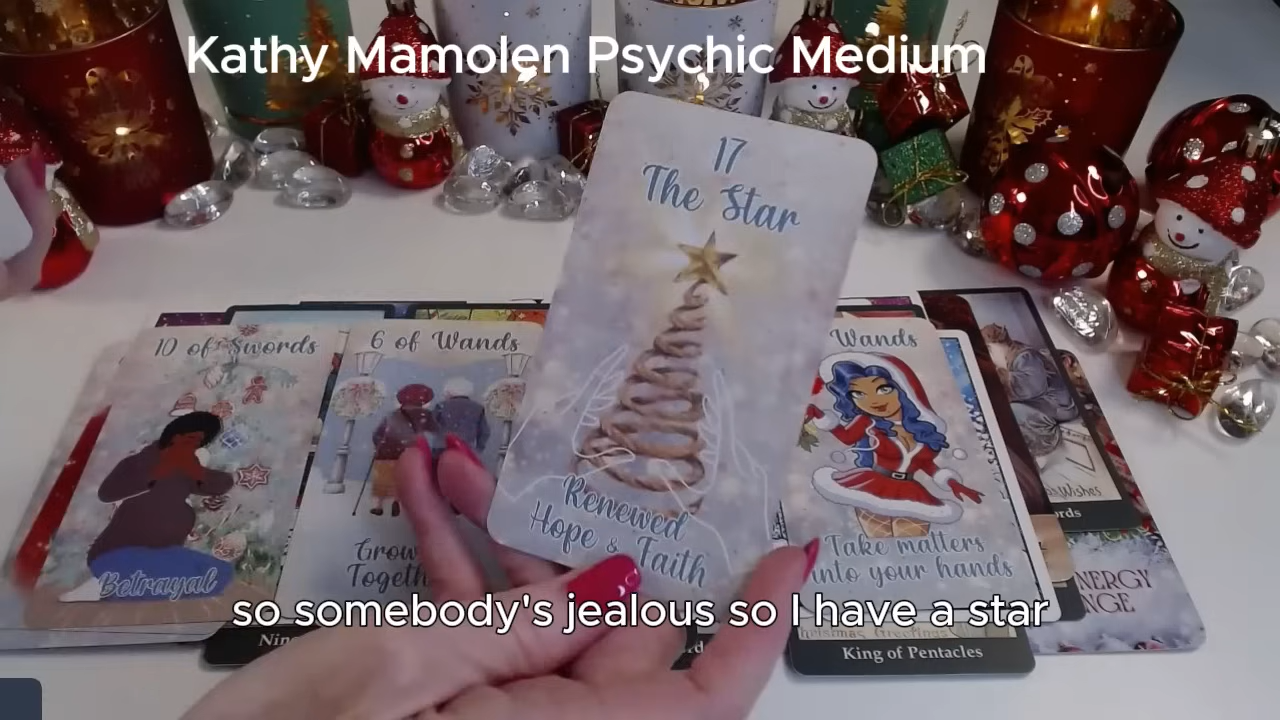 Kathy Mamolen Psychic Medium
17
The Star
10 of Swords
6 of Wands
Wands
Renewed
Hope & Faith
Betrayal
Take matters
into your hands
so somebody's jealous so I have a star
King of Pentacles